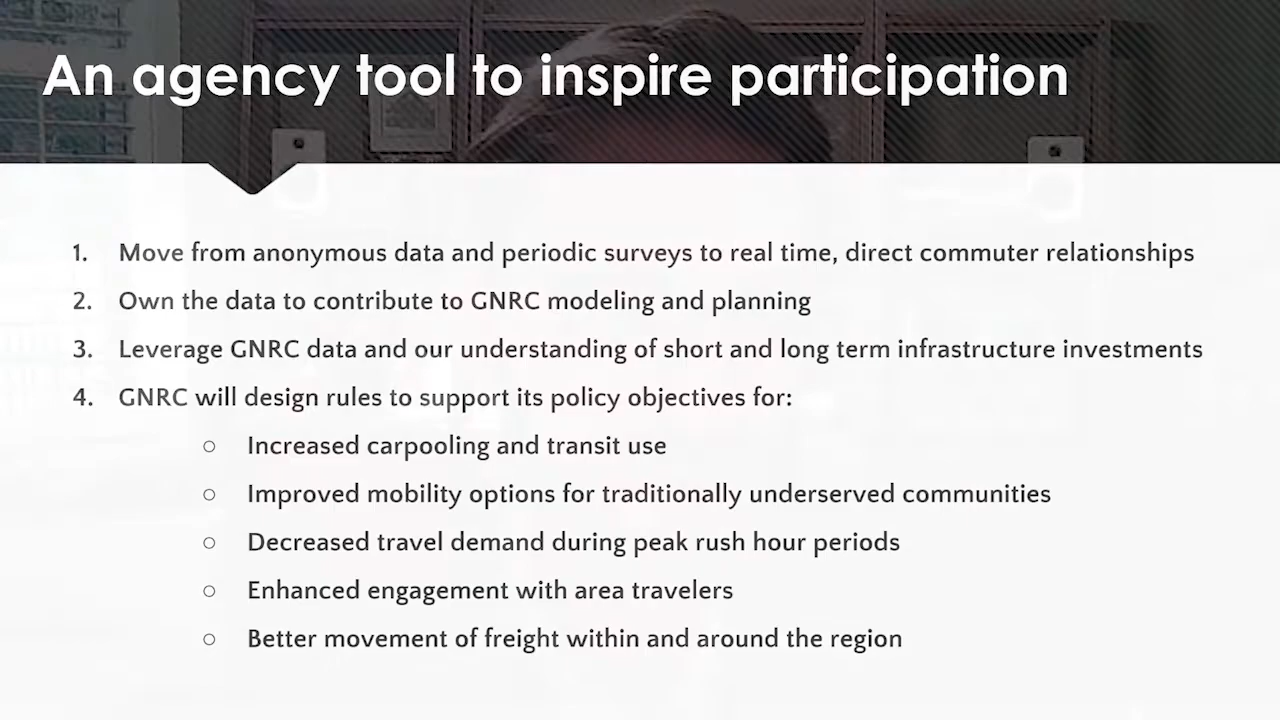 An agency tool to inspire participation
1. Move from anonymous data and periodic surveys to real time, direct commuter relationships
2. Own the data to contribute to GNRC modeling and planning
3. Leverage GNRC data and our understanding of short and long term infrastructure investments
4. GNRC will design rules to support its policy objectives for:
○ Increased carpooling and transit use
○ Improved mobility options for traditionally underserved communities
○ Decreased travel demand during peak rush hour periods
○ Enhanced engagement with area travelers
○ Better movement of freight within and around the region